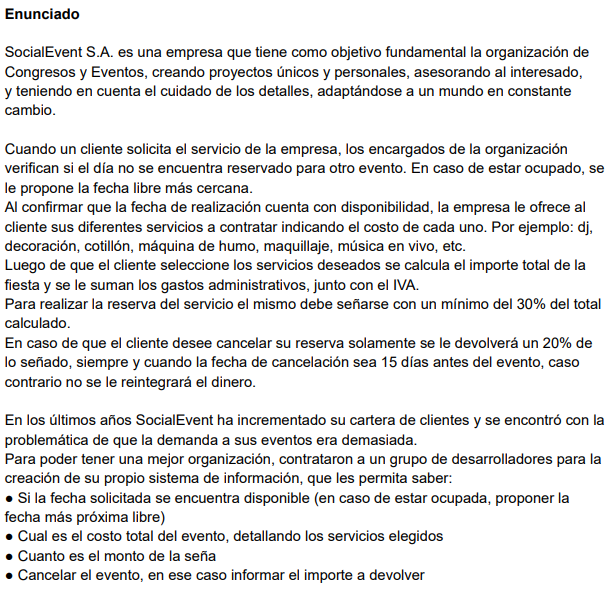 Enunciado
SocialEvent S.A. es una empresa que tiene como objetivo fundamental la organización de
Congresos y Eventos, creando proyectos únicos y personales, asesorando al interesado,
y teniendo en cuenta el cuidado de los detalles, adaptándose a un mundo en constante
cambio.
Cuando un cliente solicita el servicio de la empresa, los encargados de la organización
verifican si el día no se encuentra reservado para otro evento. En caso de estar ocupado, se
le propone la fecha libre más cercana.
Al confirmar que la fecha de realización cuenta con disponibilidad, la empresa le ofrece al
cliente sus diferentes servicios a contratar indicando el costo de cada uno. Por ejemplo: dj,
decoración, cotillón, máquina de humo, maquillaje, música en vivo, etc.
Luego de que el cliente seleccione los servicios deseados se calcula el importe total de la
fiesta y se le suman los gastos administrativos, junto con el IVA.
Para realizar la reserva del servicio el mismo debe señarse con un mínimo del 30% del total
calculado.
En caso de que el cliente desee cancelar su reserva solamente se le devolverá un 20% de
lo señado, siempre y cuando la fecha de cancelación sea 15 días antes del evento, caso
contrario no se le reintegrará el dinero.
En los últimos años SocialEvent ha incrementado su cartera de clientes y se encontró con la
problemática de que la demanda a sus eventos era demasiada.
Para poder tener una mejor organización, contrataron a un grupo de desarrolladores para la
creación de su propio sistema de información, que les permita saber:
● Si la fecha solicitada se encuentra disponible (en caso de estar ocupada, proponer la
fecha más próxima libre)
● Cual es el costo total del evento, detallando los servicios elegidos
● Cuanto es el monto de la seña
● Cancelar el evento, en ese caso informar el importe a devolver